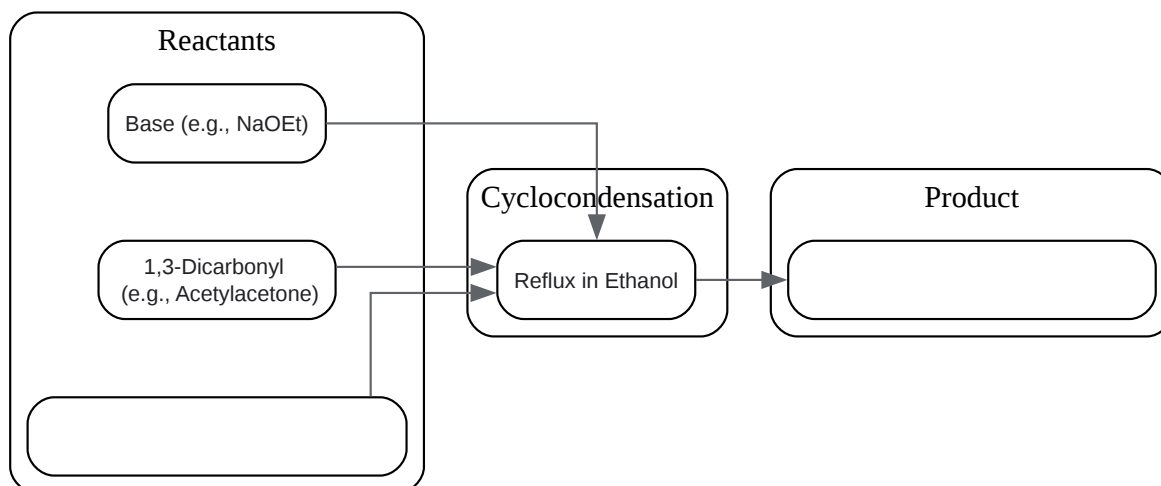 Reactants
Base (e.g., NaOEt)
1,3-Dicarbonyl
(e.g., Acetylacetone)
Cyclocondensation
Reflux in Ethanol
Product